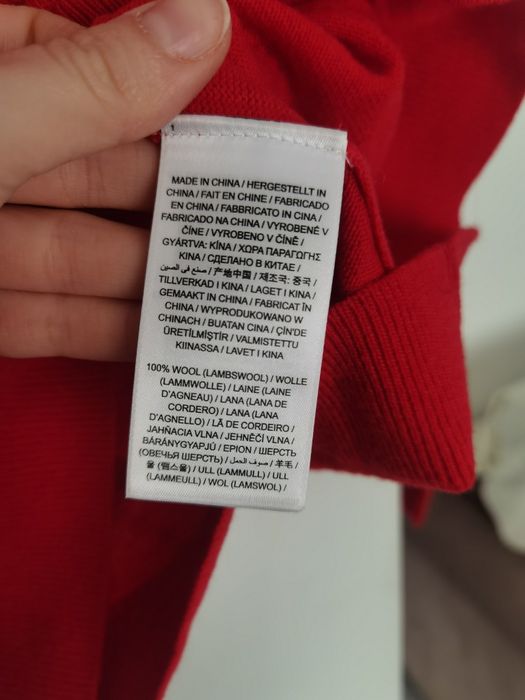 MADE IN CHINA / HERGESTELLT IN
CHINA / FAIT EN CHINE / FABRICADO
EN CHINA / FABBRICATO IN CINA /
FABRICADO NA CHINA / VYROBENÉ V
ČÍNE / VYROBENO V ČÍNĚ /
GYÁRTVA: KÍNA / ΧΩΡΑ ΠΑΡΑΓΩΓΗΣ
ΚΙΝΑ / СДЕЛАНО В КИТАЕ /
صنع في الصين / 产地中国 / 제조국: 중국 /
TILLVERKAD I KINA / LAGET I KINA /
GEMAAKT IN CHINA / FABRICAT ÎN
CHINA / WYPRODUKOWANO W
CHINACH / BUATAN CINA / ÇİN'DE
ÜRETİLMİŞTİR / VALMISTETTU
KIINASSA / LAVET I KINA
100% WOOL (LAMBSWOOL) / WOLLE
(LAMMWOLLE) / LAINE (LAINE
D'AGNEAU) / LANA (LANA DE
CORDERO) / LANA (LANA
D'AGNELLO) / LÃ DE CORDEIRO /
JAHŇACIA VLNA / JEHNĚČÍ VLNA /
BÁRÁNYGYAPJÚ / ΕΡΙΟΝ / ШЕРСТЬ
(ОВЕЧЬЯ ШЕРСТЬ) / صوف الحمل / 羊毛 /
울 (램스울) / ULL (LAMMULL) / ULL
(LAMMEULL) / WOL (LAMSWOL) /